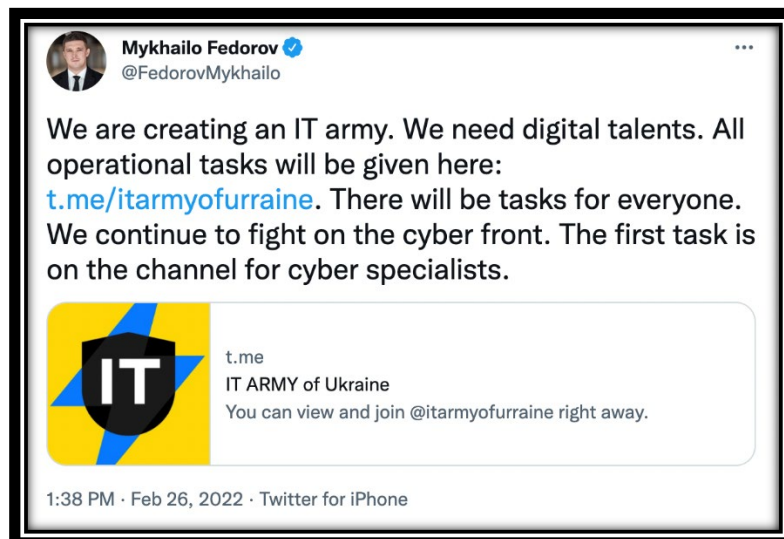 Mykhailo Fedorov
@FedorovMykhailo
We are creating an IT army. We need digital talents. All
operational tasks will be given here:
t.me/itarmyofurraine. There will be tasks for everyone.
We continue to fight on the cyber front. The first task is
on the channel for cyber specialists.
IT
t.me
IT ARMY of Ukraine
You can view and join @itarmyofurraine right away.
1:38 PM · Feb 26, 2022 · Twitter for iPhone